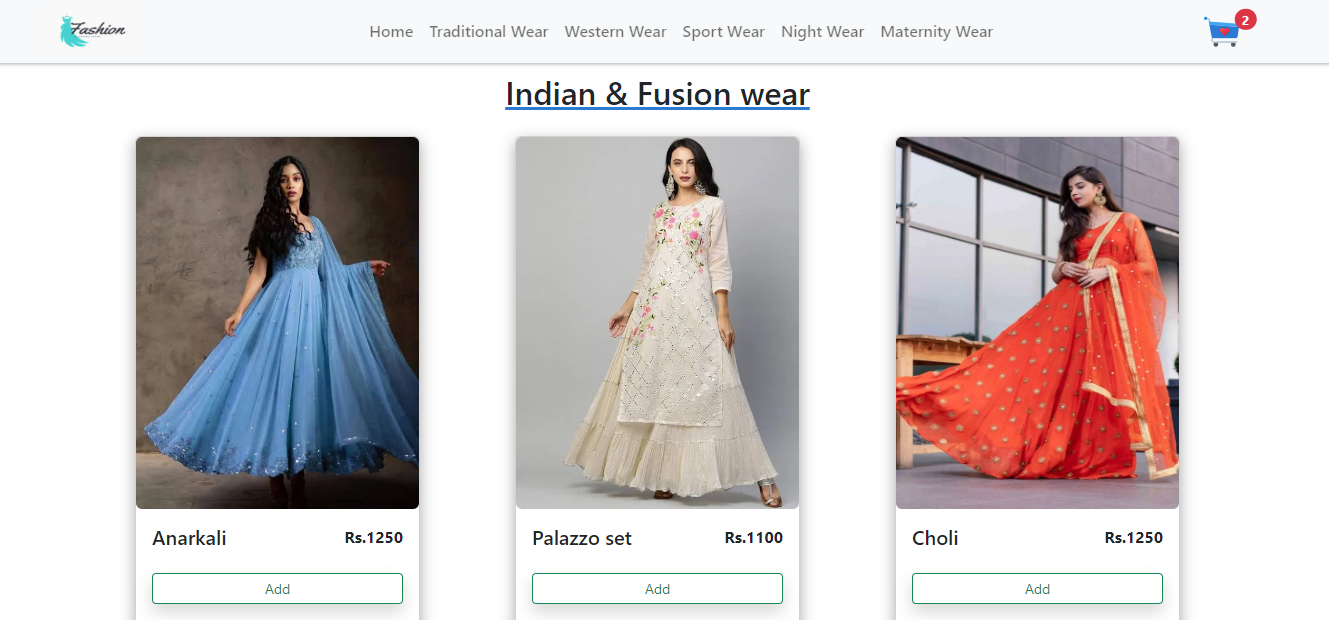 Fashion
Home Traditional Wear Western Wear Sport Wear Night Wear Maternity Wear
2
Indian & Fusion wear
Anarkali Rs.1250
Palazzo set Rs.1100
Choli Rs.1250
Add Add Add